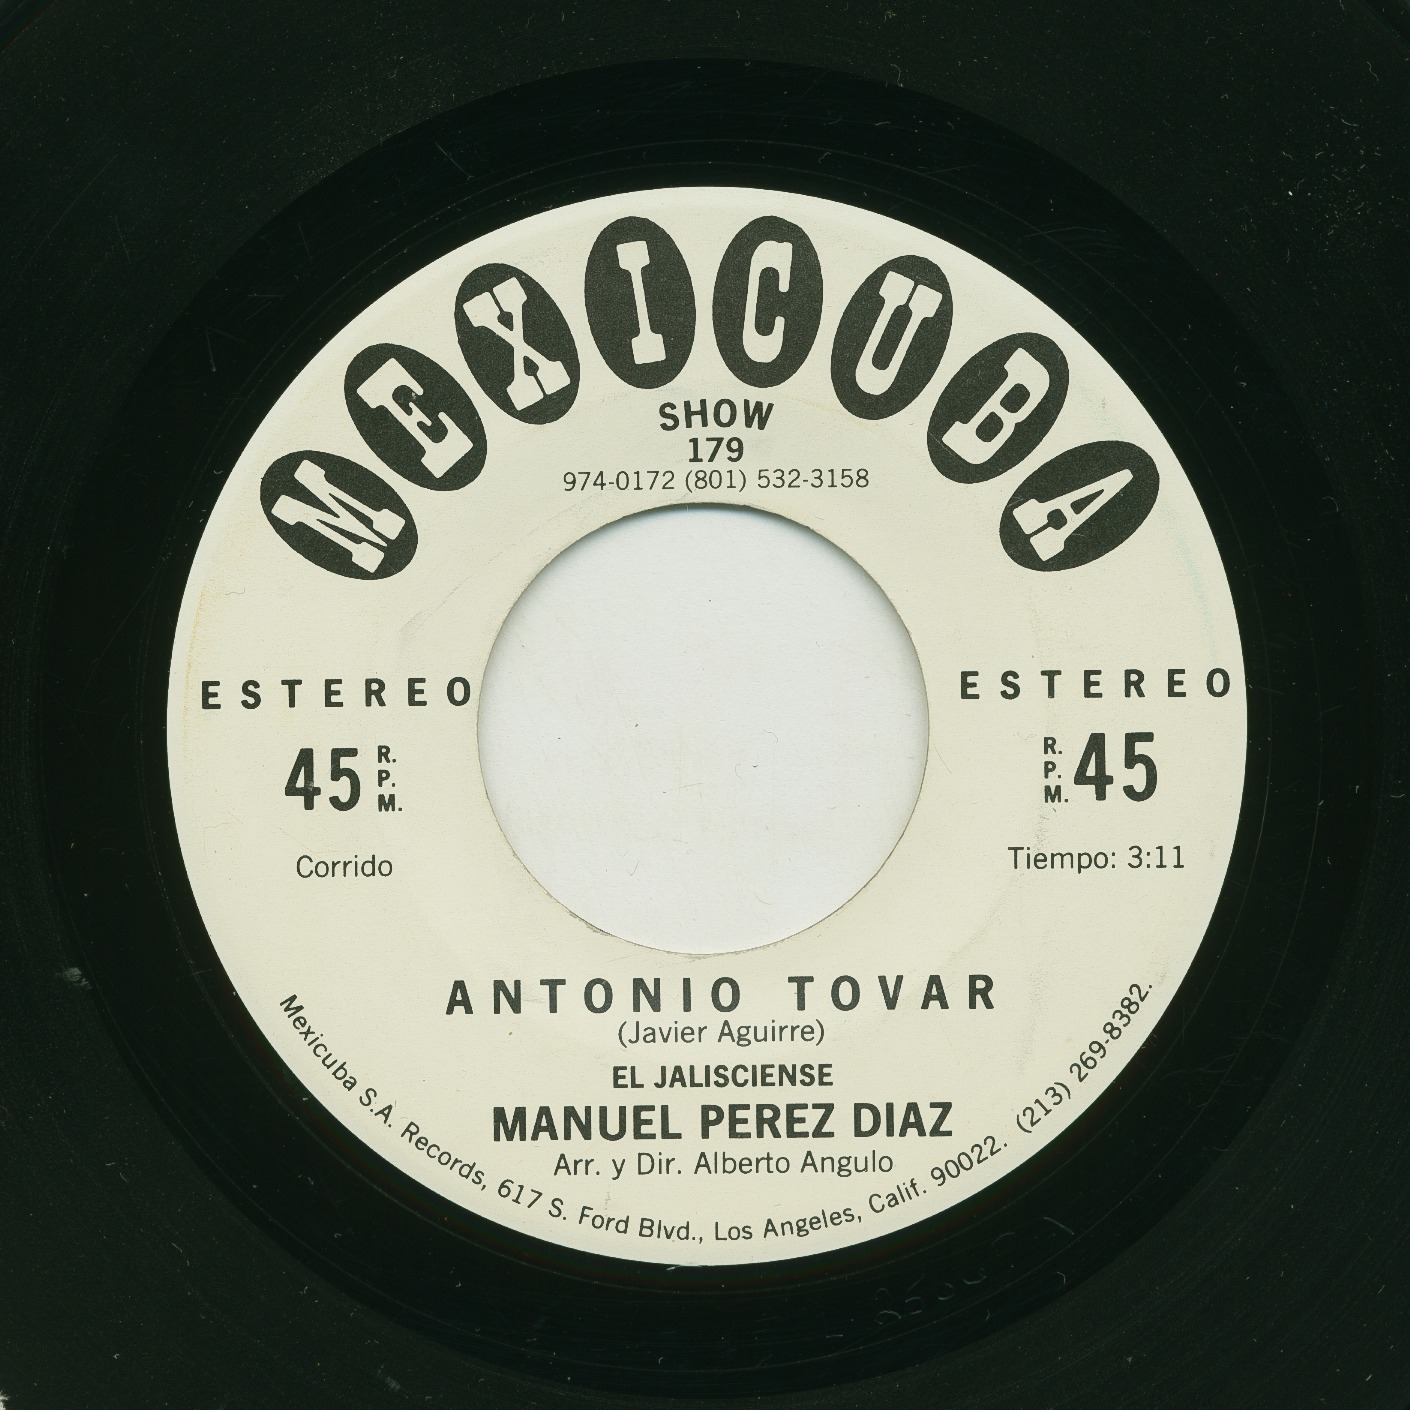 MEXICUBA
SHOW
179
974-0172 (801) 532-3158
ESTEREO
ESTEREO
45 R.P.M.
R.P.M. 45
Corrido
Tiempo: 3:11
ANTONIO TOVAR
(Javier Aguirre)
EL JALISCIENSE
MANUEL PEREZ DIAZ
Arr. y Dir. Alberto Angulo
Mexicuba S.A. Records, 617 S. Ford Blvd., Los Angeles, Calif. 90022. (213) 269-8382.